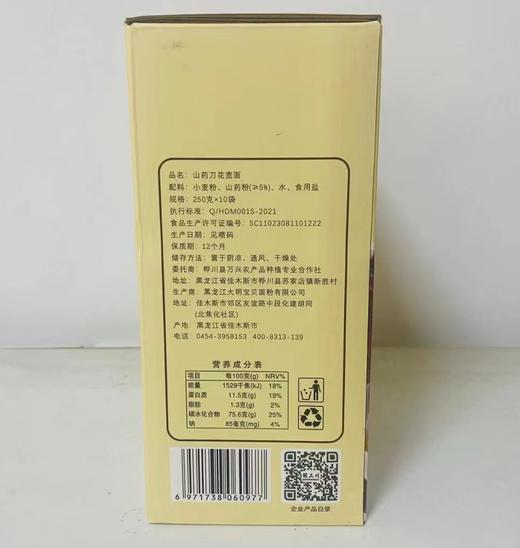 品名: 山药刀花宽面
配料: 小麦粉、山药粉(≥5%)、水、食用盐
规格: 250克×10袋
执行标准: Q/HDM001S-2021
食品生产许可证编号: SC11023081101222
生产日期: 见喷码
保质期: 12个月
储存方法: 置于阴凉、通风、干燥处
委托商: 桦川县万兴农产品种植专业合作社
地址: 黑龙江省佳木斯市桦川县苏家店镇新胜村
生产商: 黑龙江大明宝贝面粉有限公司
地址: 佳木斯市郊区友谊路中段化建胡同
(北焦化社区)
产地: 黑龙江省佳木斯市
电话: 0454-3958153 400-8313-139
营养成分表
项目 每100克(g) NRV%
能量 1529千焦(kJ) 18%
蛋白质 11.5克(g) 19%
脂肪 1.3克(g) 2%
碳水化合物 75.6克(g) 25%
钠 85毫克(mg) 4%
6 971738 060977
企业产品目录